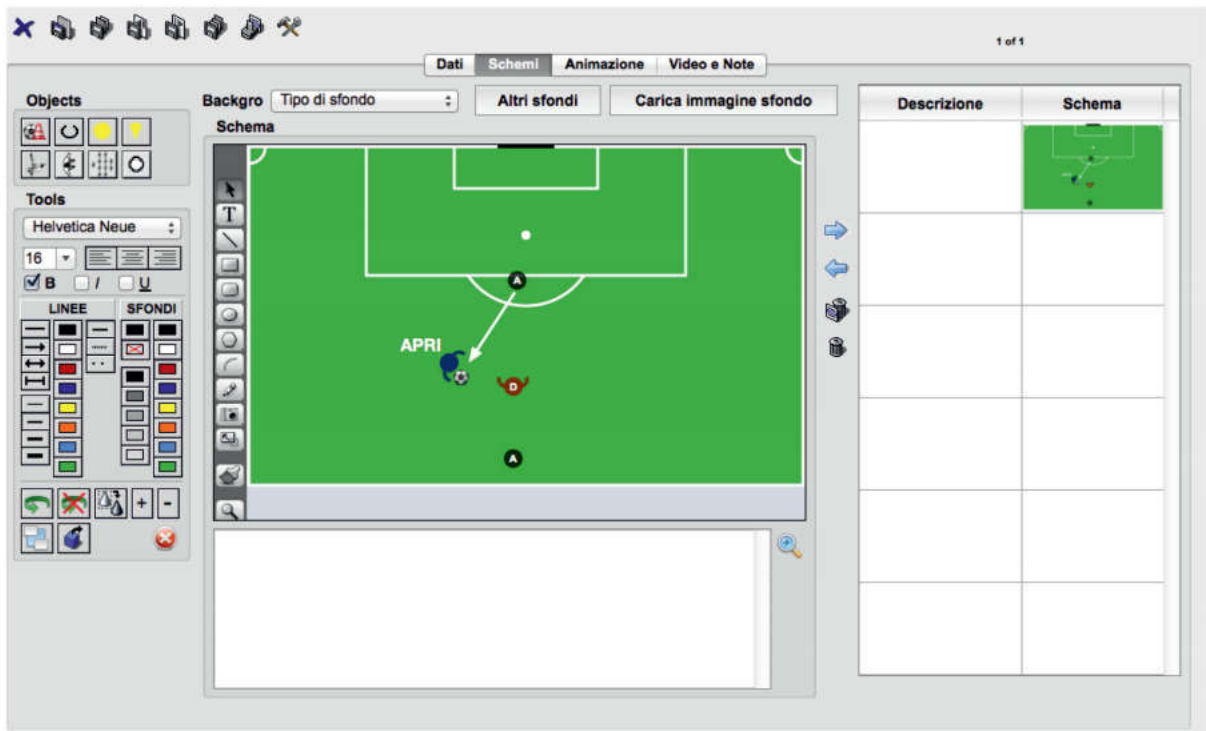 1 of 1
Dati Schemi Animazione Video e Note
Objects
Backgro Tipo di sfondo Altri sfondi Carica immagine sfondo
Descrizione Schema
Schema
Tools
Helvetica Neue
T
16
B I U
LINEE SFONDI
A
APRI
D
A
+ -